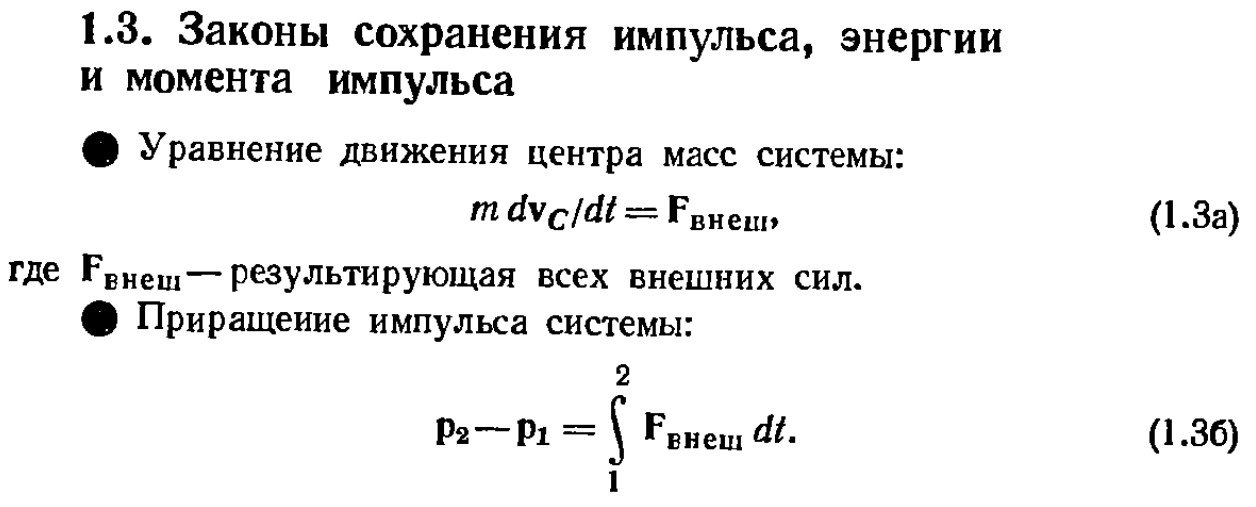 1.3. Законы сохранения импульса, энергии
и момента импульса
● Уравнение движения центра масс системы:
m dv_C/dt = F_внеш, (1.3а)
где F_внеш — результирующая всех внешних сил.
● Приращение импульса системы:
2
p₂ — p₁ = ∫ F_внеш dt. (1.3б)
1